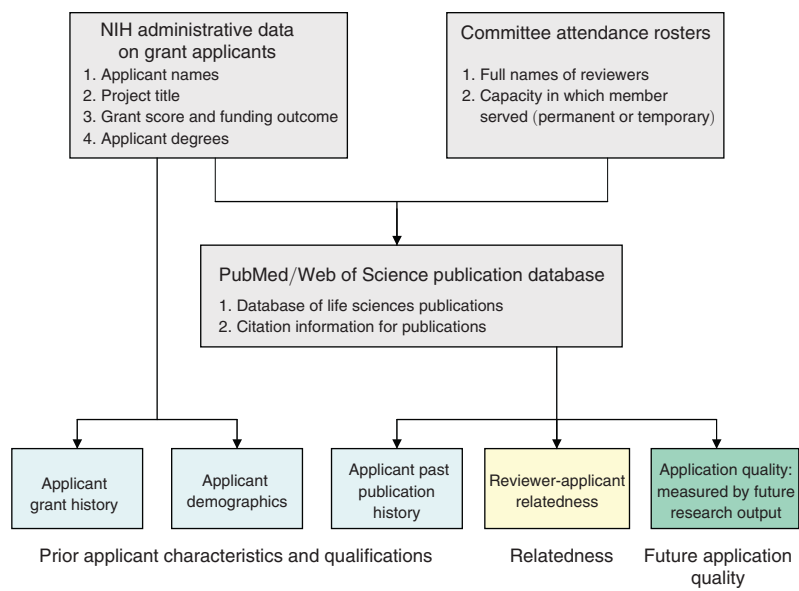 NIH administrative data
on grant applicants
1. Applicant names
2. Project title
3. Grant score and funding outcome
4. Applicant degrees
Committee attendance rosters
1. Full names of reviewers
2. Capacity in which member
served (permanent or temporary)
PubMed/Web of Science publication database
1. Database of life sciences publications
2. Citation information for publications
Applicant
grant history
Applicant
demographics
Applicant past
publication
history
Reviewer-applicant
relatedness
Application quality:
measured by future
research output
Prior applicant characteristics and qualifications
Relatedness
Future application
quality